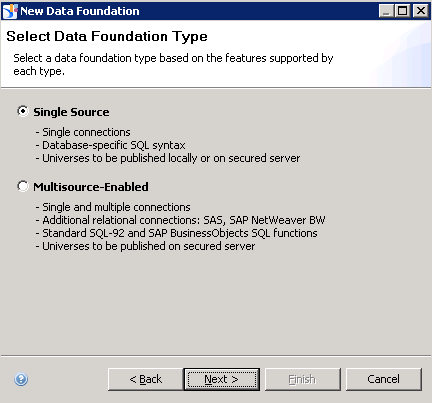 New Data Foundation
Select Data Foundation Type
Select a data foundation type based on the features supported by
each type.
Single Source
- Single connections
- Database-specific SQL syntax
- Universes to be published locally or on secured server
Multisource-Enabled
- Single and multiple connections
- Additional relational connections: SAS, SAP NetWeaver BW
- Standard SQL-92 and SAP BusinessObjects SQL functions
- Universes to be published on secured server
? < Back Next > Finish Cancel